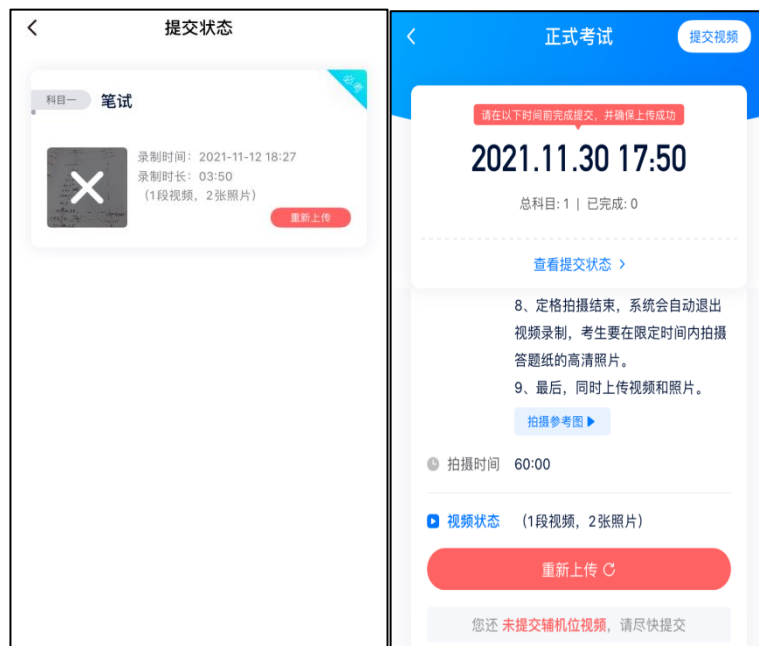 提交状态
必考
科目一 笔试
录制时间：2021-11-12 18:27
录制时长：03:50
（1段视频，2张照片）
重新上传
正式考试
提交视频
请在以下时间前完成提交，并确保上传成功
2021.11.30 17:50
总科目: 1 | 已完成: 0
查看提交状态 >
8、定格拍摄结束，系统会自动退出
视频录制，考生要在限定时间内拍摄
答题纸的高清照片。
9、最后，同时上传视频和照片。
拍摄参考图
拍摄时间 60:00
视频状态 （1段视频，2张照片）
重新上传
您还 未提交辅机位视频，请尽快提交